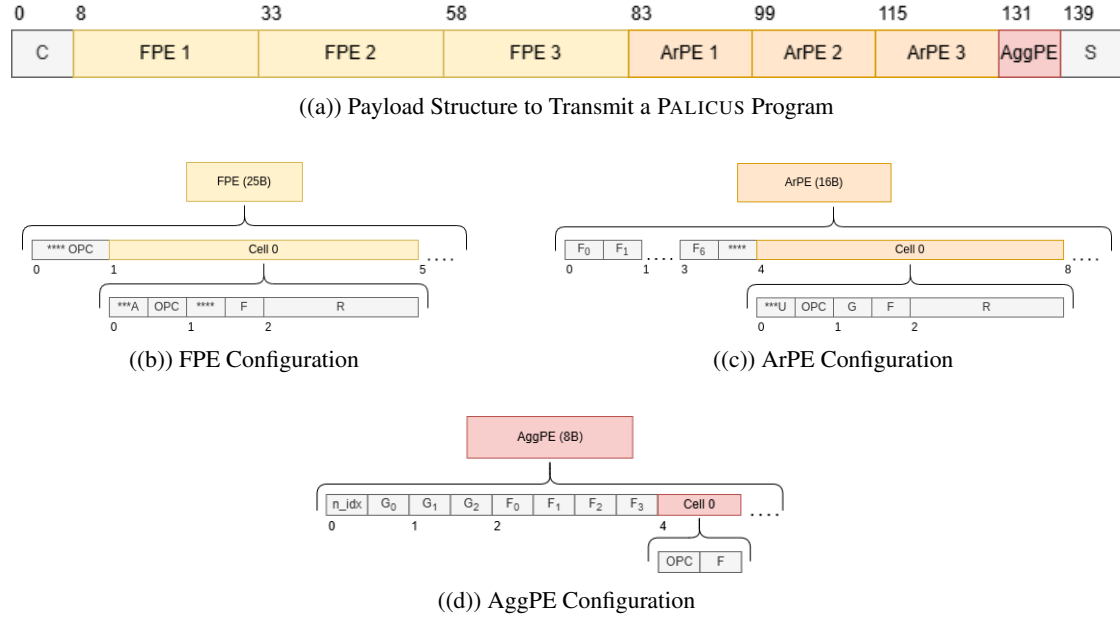 0 8 33 58 83 99 115 131 139
C FPE 1 FPE 2 FPE 3 ArPE 1 ArPE 2 ArPE 3 AggPE S
((a)) Payload Structure to Transmit a PALICUS Program
FPE (25B)
**** OPC Cell 0 ....
0 1 5
***A OPC **** F R
0 1 2
((b)) FPE Configuration
ArPE (16B)
F0 F1 .... F6 **** Cell 0 ....
0 1 3 4 8
***U OPC G F R
0 1 2
((c)) ArPE Configuration
AggPE (8B)
n_idx G0 G1 G2 F0 F1 F2 F3 Cell 0 ....
0 1 2 4
OPC F
((d)) AggPE Configuration